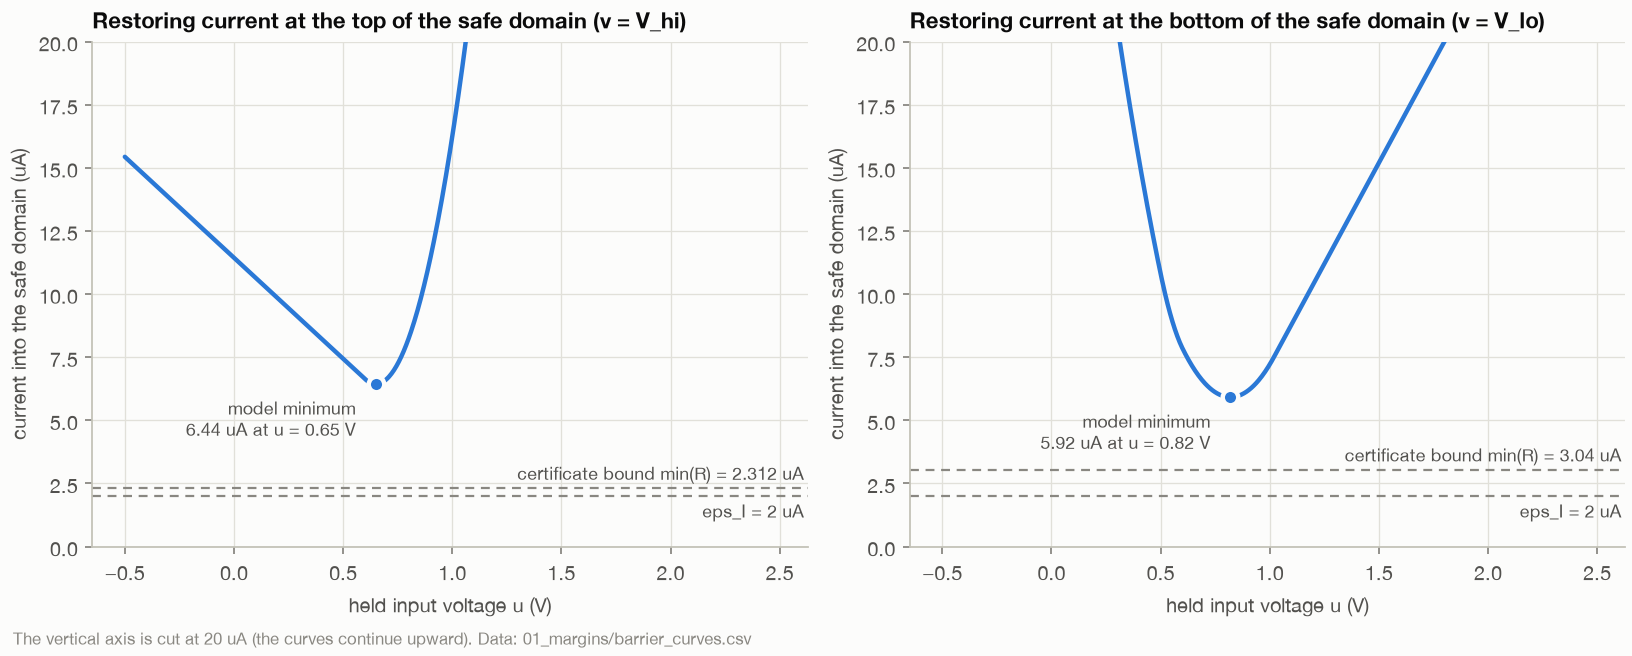 Restoring current at the top of the safe domain (v = V_hi)
20.0
17.5
15.0
12.5
10.0
7.5
5.0
2.5
0.0
current into the safe domain (uA)
model minimum
6.44 uA at u = 0.65 V
certificate bound min(R) = 2.312 uA
eps_I = 2 uA
−0.5 0.0 0.5 1.0 1.5 2.0 2.5
held input voltage u (V)
Restoring current at the bottom of the safe domain (v = V_lo)
20.0
17.5
15.0
12.5
10.0
7.5
5.0
2.5
0.0
current into the safe domain (uA)
model minimum
5.92 uA at u = 0.82 V
certificate bound min(R) = 3.04 uA
eps_I = 2 uA
−0.5 0.0 0.5 1.0 1.5 2.0 2.5
held input voltage u (V)
The vertical axis is cut at 20 uA (the curves continue upward). Data: 01_margins/barrier_curves.csv